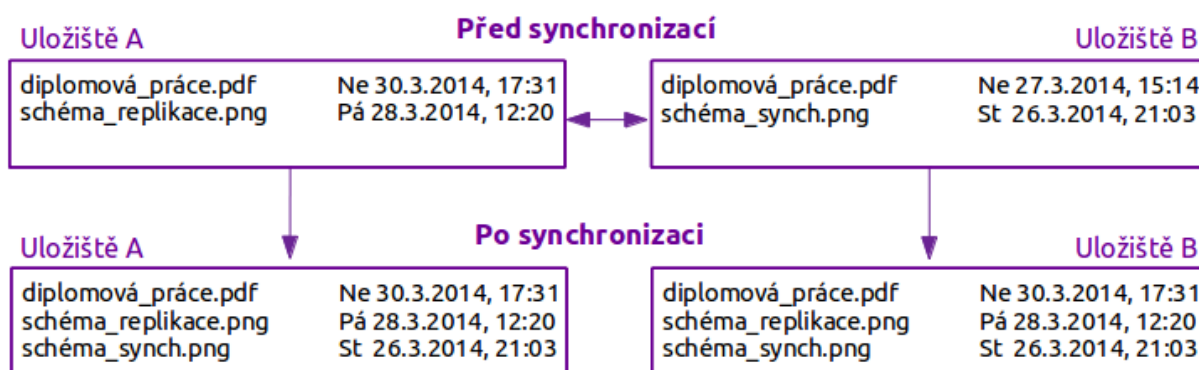 Před synchronizací
Uložiště A
Uložiště B
diplomová_práce.pdf Ne 30.3.2014, 17:31
schéma_replikace.png Pá 28.3.2014, 12:20
diplomová_práce.pdf Ne 27.3.2014, 15:14
schéma_synch.png St 26.3.2014, 21:03
Po synchronizaci
Uložiště A
Uložiště B
diplomová_práce.pdf Ne 30.3.2014, 17:31
schéma_replikace.png Pá 28.3.2014, 12:20
schéma_synch.png St 26.3.2014, 21:03
diplomová_práce.pdf Ne 30.3.2014, 17:31
schéma_replikace.png Pá 28.3.2014, 12:20
schéma_synch.png St 26.3.2014, 21:03